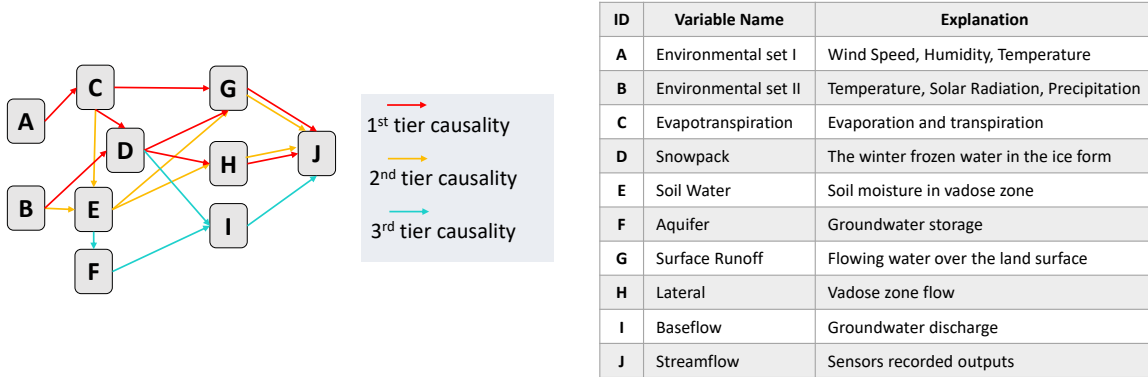 A
B
C
D
E
F
G
H
I
J
1st tier causality
2nd tier causality
3rd tier causality
ID Variable Name Explanation
A Environmental set I Wind Speed, Humidity, Temperature
B Environmental set II Temperature, Solar Radiation, Precipitation
C Evapotranspiration Evaporation and transpiration
D Snowpack The winter frozen water in the ice form
E Soil Water Soil moisture in vadose zone
F Aquifer Groundwater storage
G Surface Runoff Flowing water over the land surface
H Lateral Vadose zone flow
I Baseflow Groundwater discharge
J Streamflow Sensors recorded outputs